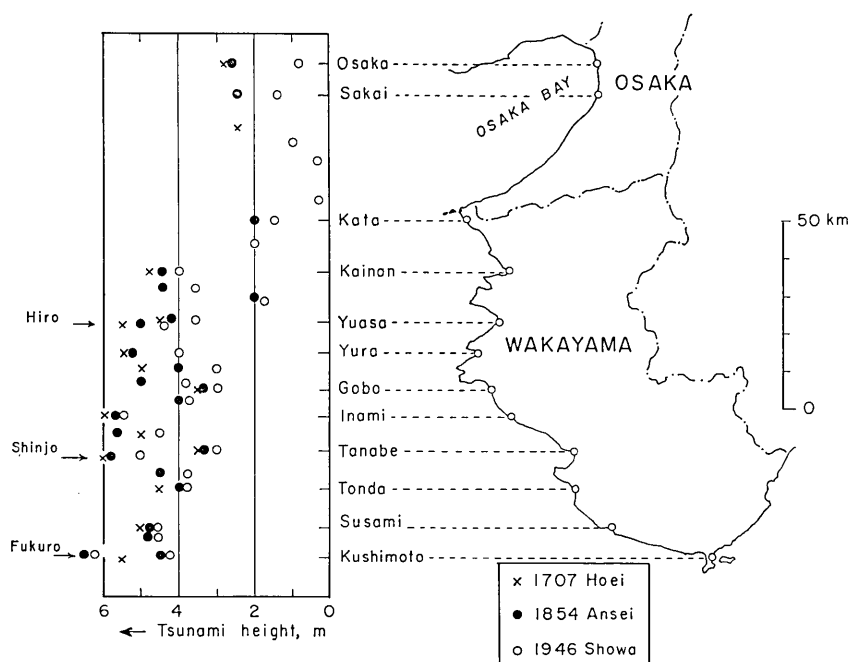 Osaka
Sakai
Kata
Kainan
Yuasa
Yura
Gobo
Inami
Tanabe
Tonda
Susami
Kushimoto
Hiro
Shinjo
Fukuro
6 4 2 0
Tsunami height, m
OSAKA BAY
OSAKA
WAKAYAMA
50 km
0
× 1707 Hoei
● 1854 Ansei
○ 1946 Showa